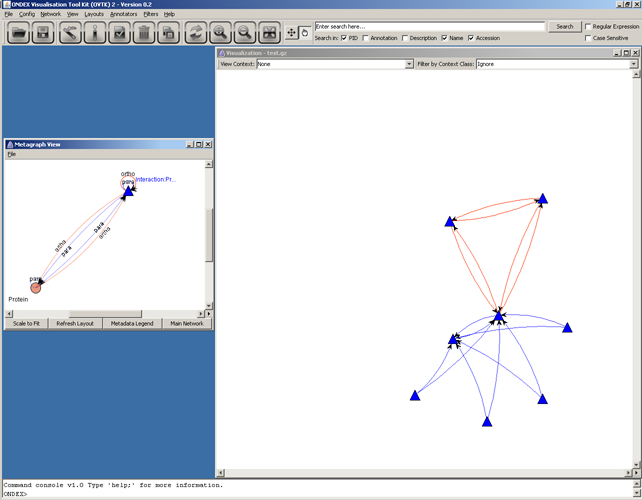 ONDEX Visualisation Tool Kit (OVTK) 2 - Version 0.2
File Config Network View Layouts Annotators Filters Help
Enter search here...
Search
Regular Expression
Search in: PID Annotation Description Name Accession
Case Sensitive
Visualization - test.gz
View Context: None
Filter by Context Class: Ignore
Metagraph View
File
ortho
para
Interaction Pr...
ortho
para
para
ortho
para
Protein
Scale to Fit Refresh Layout Metadata Legend Main Network
Command console v1.0 Type 'help;' for more information.
ONDEX>